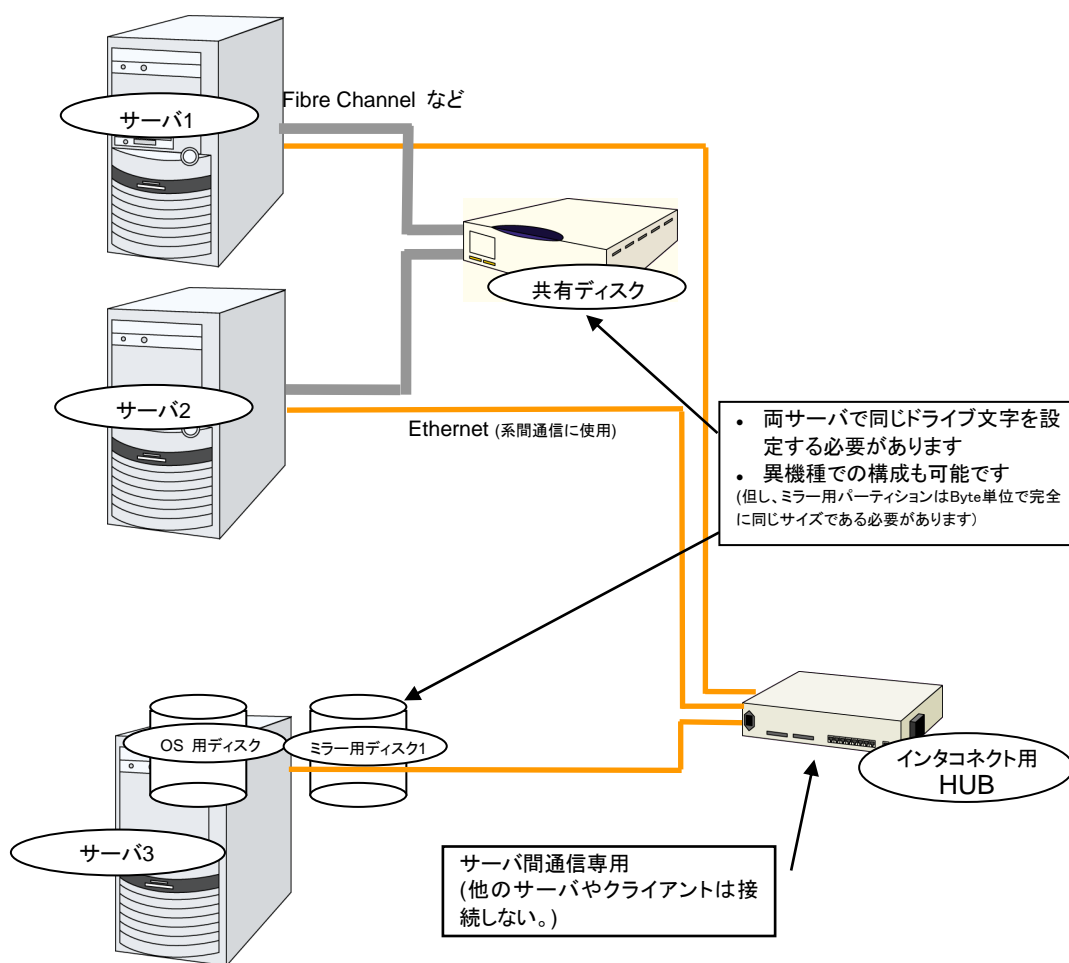 Fibre Channel など
サーバ1
共有ディスク
サーバ2
Ethernet (系間通信に使用)
• 両サーバで同じドライブ文字を設
定する必要があります
• 異機種での構成も可能です
(但し、ミラー用パーティションはByte単位で完全
に同じサイズである必要があります)
OS 用ディスク
ミラー用ディスク1
インタコネクト用
HUB
サーバ3
サーバ間通信専用
(他のサーバやクライアントは接
続しない。)